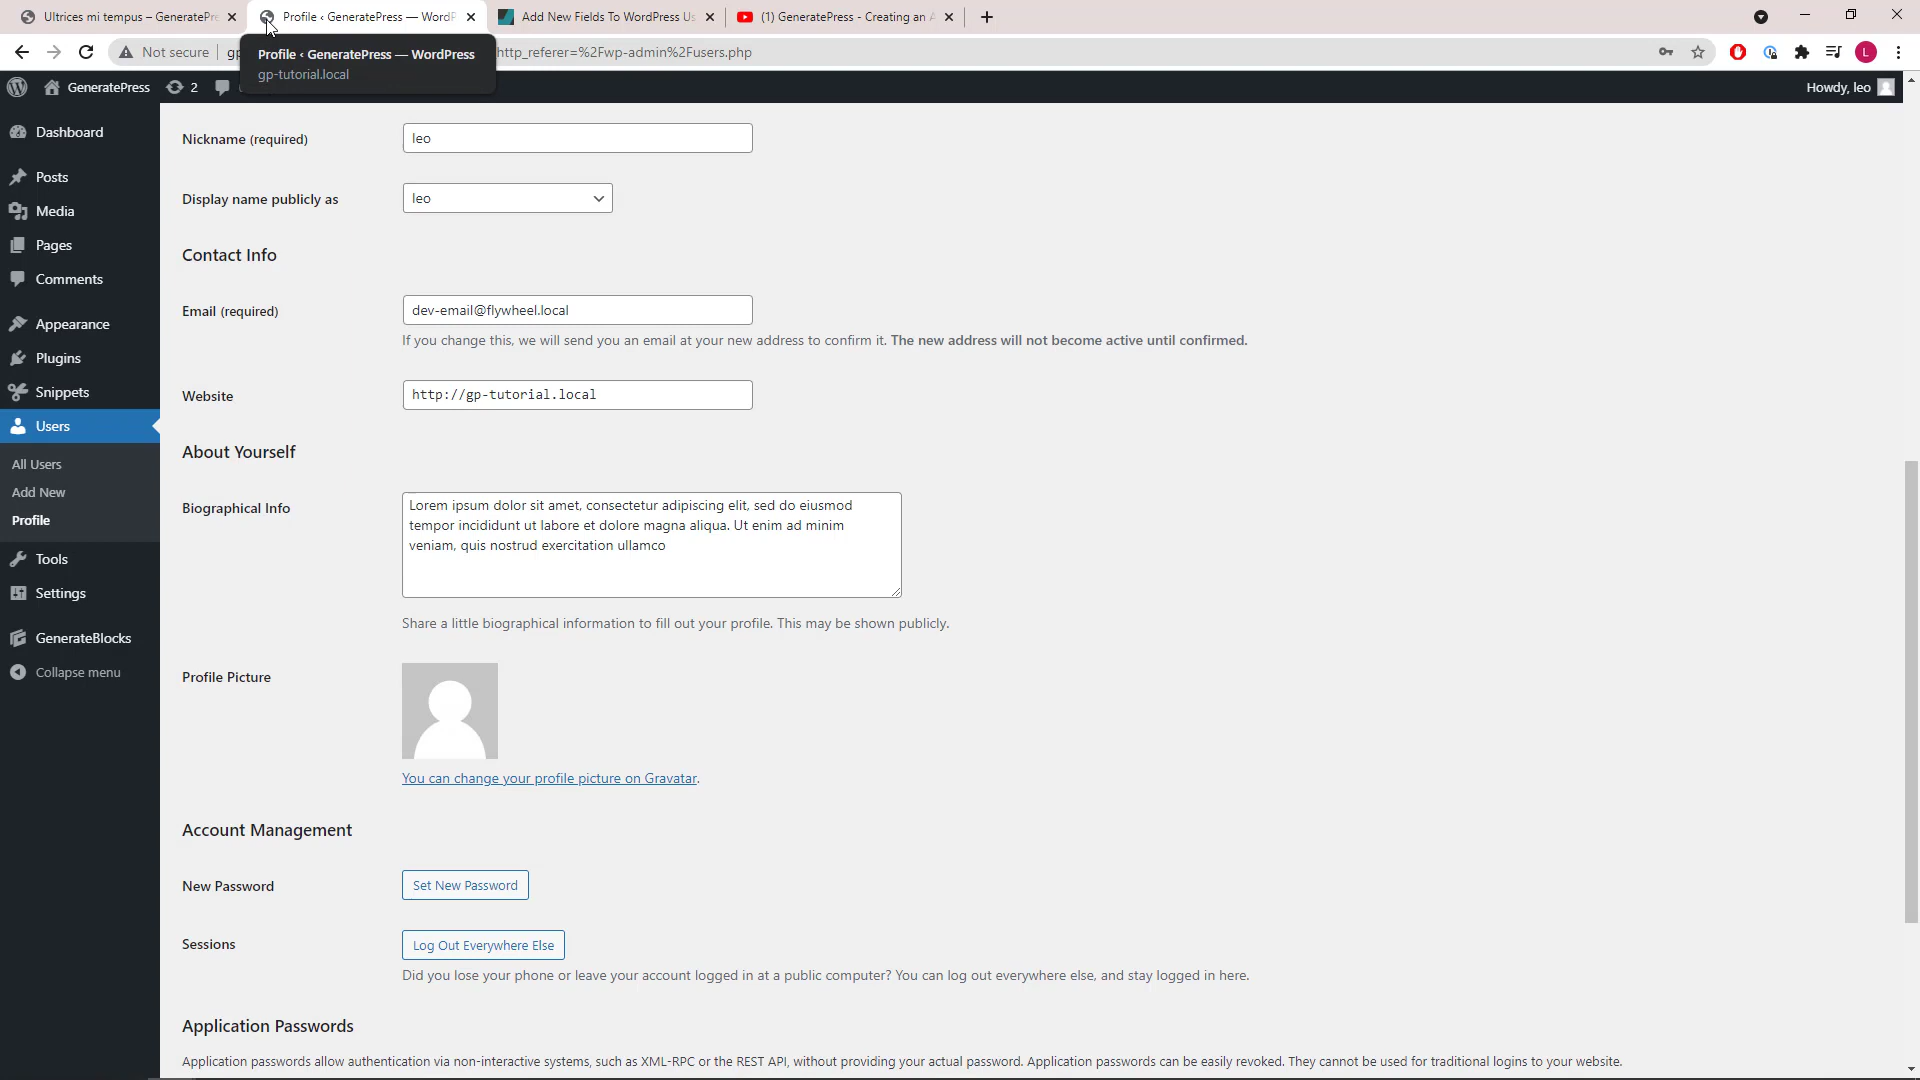 Ultrices mi tempus – GeneratePre
Profile ‹ GeneratePress — WordP
Add New Fields To WordPress Us
(1) GeneratePress - Creating an A
Not secure
gp
http_referer=%2Fwp-admin%2Fusers.php
L
Profile ‹ GeneratePress — WordPress
gp-tutorial.local
GeneratePress
2
Howdy, leo
Dashboard
Posts
Media
Pages
Comments
Appearance
Plugins
Snippets
Users
All Users
Add New
Profile
Tools
Settings
GenerateBlocks
Collapse menu
Nickname (required)
leo
Display name publicly as
leo
Contact Info
Email (required)
dev-email@flywheel.local
If you change this, we will send you an email at your new address to confirm it. The new address will not become active until confirmed.
Website
http://gp-tutorial.local
About Yourself
Biographical Info
Lorem ipsum dolor sit amet, consectetur adipiscing elit, sed do eiusmod
tempor incididunt ut labore et dolore magna aliqua. Ut enim ad minim
veniam, quis nostrud exercitation ullamco
Share a little biographical information to fill out your profile. This may be shown publicly.
Profile Picture
You can change your profile picture on Gravatar.
Account Management
New Password
Set New Password
Sessions
Log Out Everywhere Else
Did you lose your phone or leave your account logged in at a public computer? You can log out everywhere else, and stay logged in here.
Application Passwords
Application passwords allow authentication via non-interactive systems, such as XML-RPC or the REST API, without providing your actual password. Application passwords can be easily revoked. They cannot be used for traditional logins to your website.